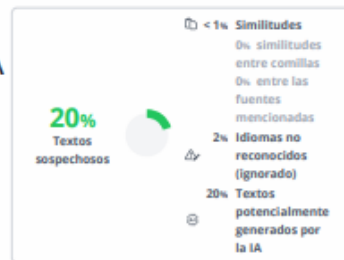 20%
Textos
sospechosos
< 1% Similitudes
0% similitudes
entre comillas
0% entre las
fuentes
mencionadas
2% Idiomas no
reconocidos
(ignorado)
20% Textos
potencialmente
generados por
la IA